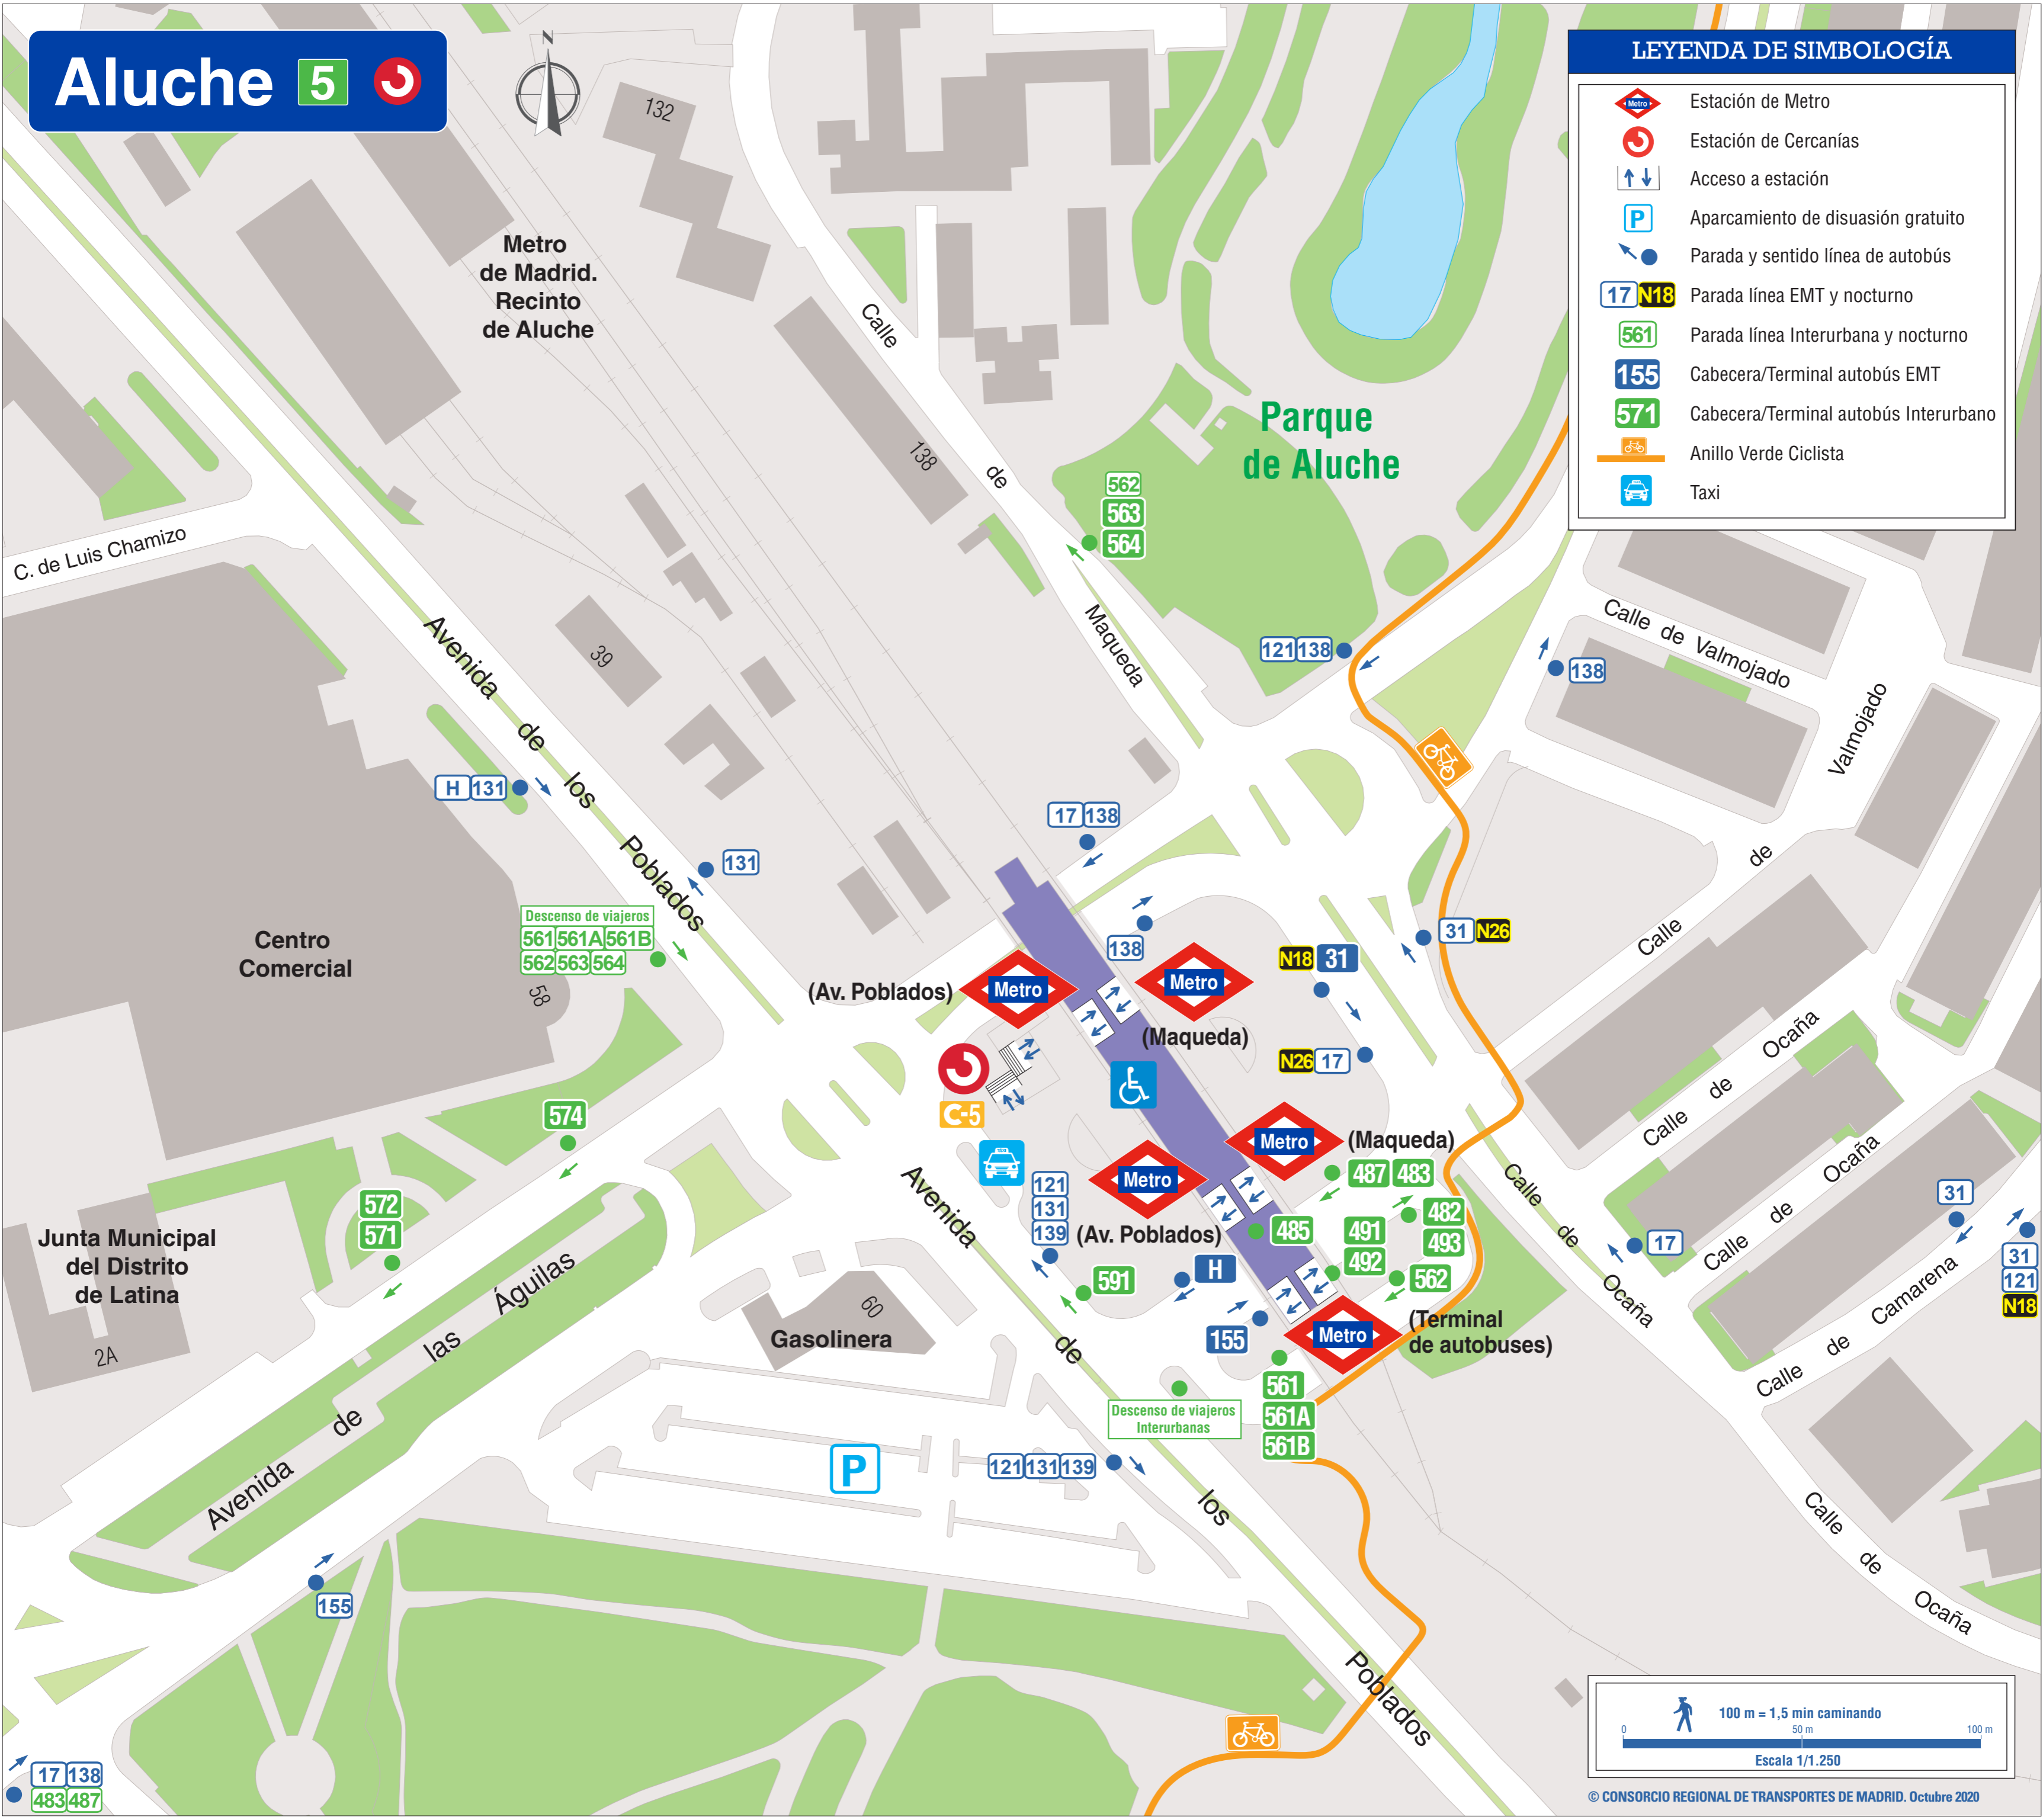 Aluche 5
N
LEYENDA DE SIMBOLOGÍA
Metro Estación de Metro
Estación de Cercanías
Acceso a estación
P Aparcamiento de disuasión gratuito
Parada y sentido línea de autobús
17 N18 Parada línea EMT y nocturno
561 Parada línea Interurbana y nocturno
155 Cabecera/Terminal autobús EMT
571 Cabecera/Terminal autobús Interurbano
Anillo Verde Ciclista
Taxi
132
Metro
de Madrid.
Recinto
de Aluche
138
Calle de Maqueda
Parque
de Aluche
562
563
564
C. de Luis Chamizo
39
Avenida de los Poblados
121 138
138
Calle de Valmojado
Calle de Valmojado
H 131
131
17 138
Descenso de viajeros
561 561A 561B
562 563 564
58
Centro
Comercial
138
N18 31
31 N26
(Av. Poblados)
Metro
Metro
(Maqueda)
N26 17
C-5
Calle de Ocaña
Calle de Ocaña
574
572
571
Junta Municipal
del Distrito
de Latina
2A
Metro
(Maqueda)
Metro
(Av. Poblados)
121
131
139
487 483
485
491
492
482
493
562
591
H
155
Metro
(Terminal
de autobuses)
561
561A
561B
Descenso de viajeros
Interurbanas
Gasolinera
60
Avenida de las Águilas
Avenida de los Poblados
P
121 131 139
Calle de Ocaña
17
31
31
121
N18
Calle de Camarena
Calle de Ocaña
155
17 138
483 487
100 m = 1,5 min caminando
0 50 m 100 m
Escala 1/1.250
© CONSORCIO REGIONAL DE TRANSPORTES DE MADRID. Octubre 2020